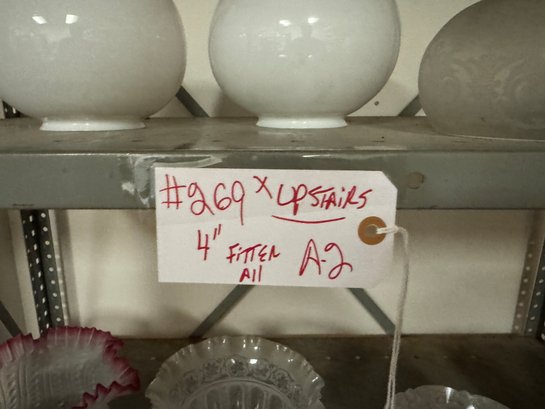 #269 x UPSTAIRS
4" FITTER A-2
All